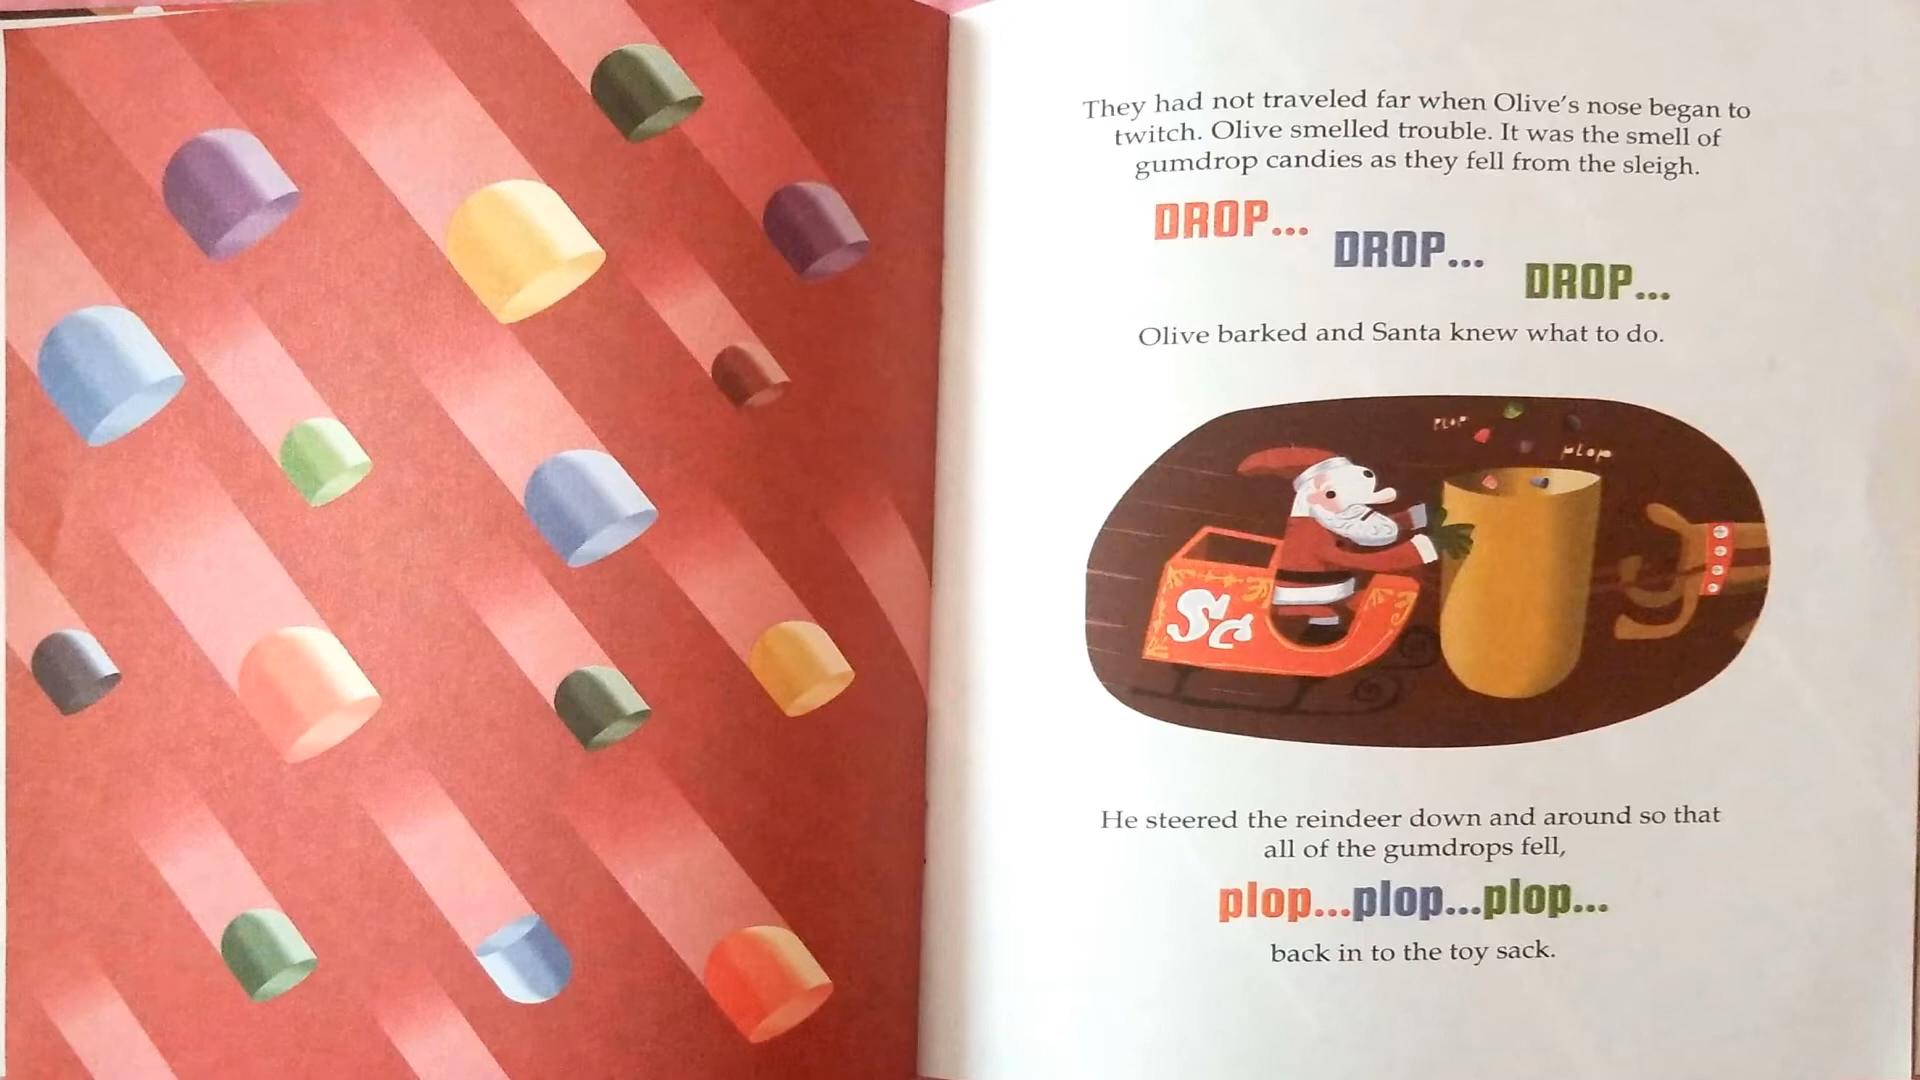 They had not traveled far when Olive's nose began to
twitch. Olive smelled trouble. It was the smell of
gumdrop candies as they fell from the sleigh.
DROP...
DROP...
DROP...
Olive barked and Santa knew what to do.
PLOP
PLOP
SC
He steered the reindeer down and around so that
all of the gumdrops fell,
plop...plop...plop...
back in to the toy sack.